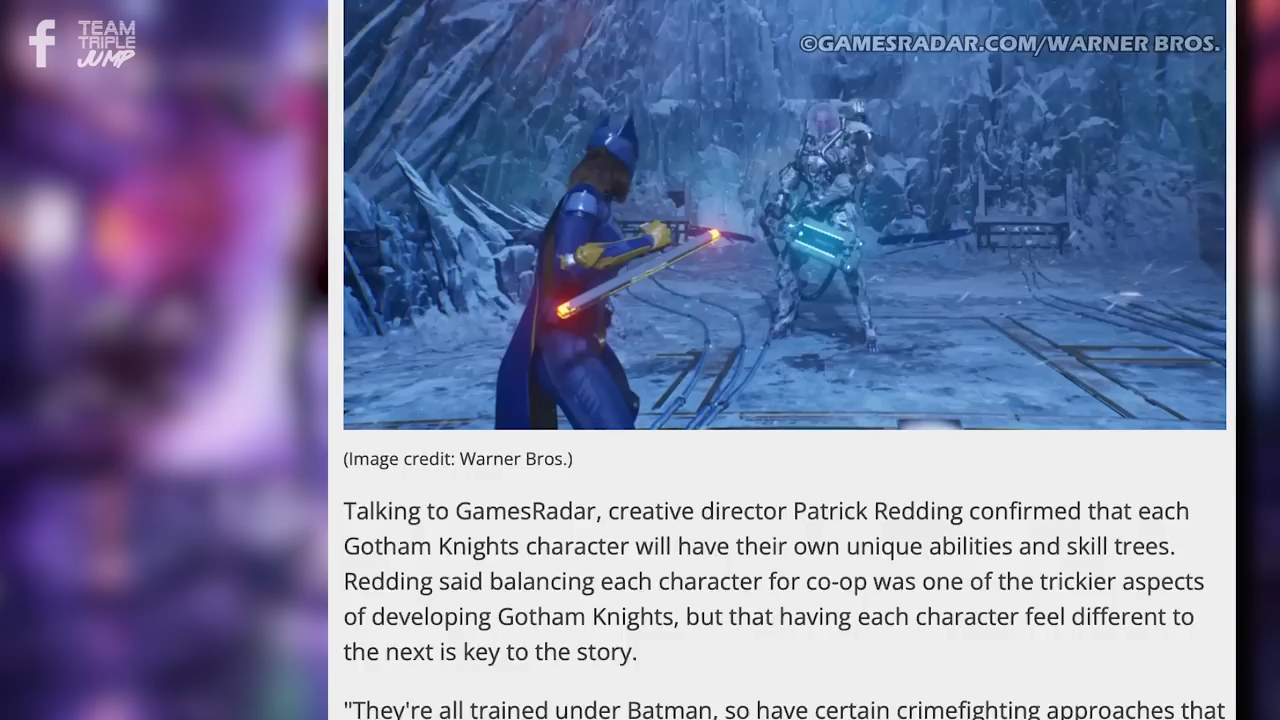 f
TEAM
TRIPLE
JUMP
©GAMESRADAR.COM/WARNER BROS.
(Image credit: Warner Bros.)
Talking to GamesRadar, creative director Patrick Redding confirmed that each
Gotham Knights character will have their own unique abilities and skill trees.
Redding said balancing each character for co-op was one of the trickier aspects
of developing Gotham Knights, but that having each character feel different to
the next is key to the story.
"They're all trained under Batman, so have certain crimefighting approaches that